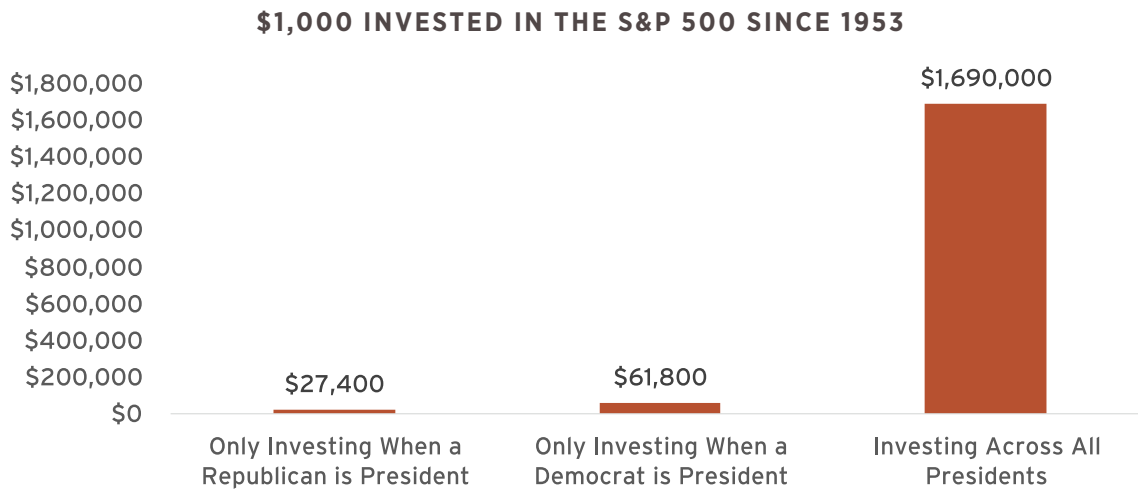 $1,000 INVESTED IN THE S&P 500 SINCE 1953
$1,800,000
$1,600,000
$1,400,000
$1,200,000
$1,000,000
$800,000
$600,000
$400,000
$200,000
$0
$27,400
$61,800
$1,690,000
Only Investing When a
Republican is President
Only Investing When a
Democrat is President
Investing Across All
Presidents